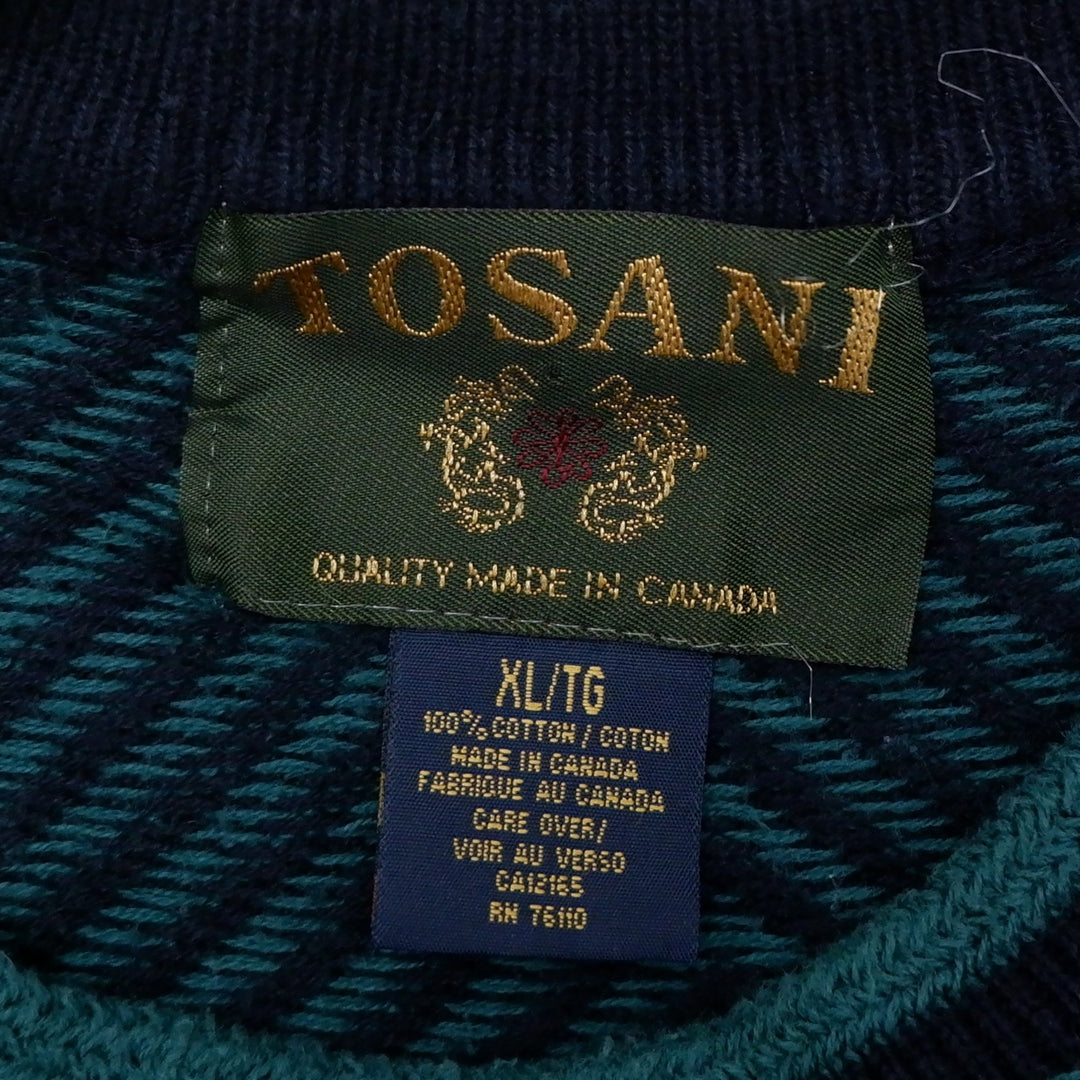 TOSANI
QUALITY MADE IN CANADA
XL/TG
100% COTTON / COTON
MADE IN CANADA
FABRIQUE AU CANADA
CARE OVER/
VOIR AU VERSO
CA12165
RN 76110